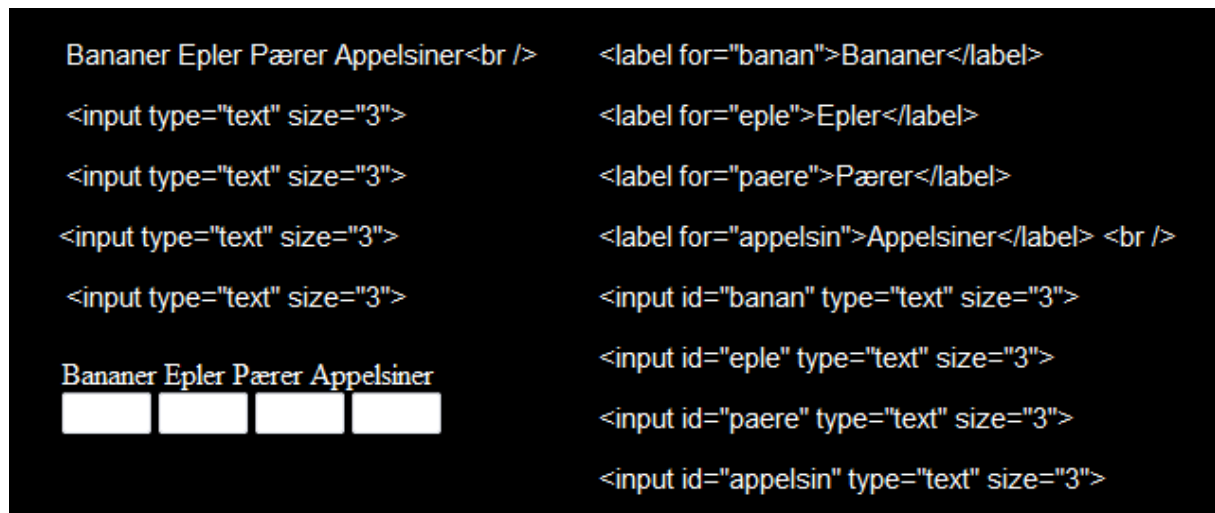 Bananer Epler Pærer Appelsiner<br />
<input type="text" size="3">
<input type="text" size="3">
<input type="text" size="3">
<input type="text" size="3">
Bananer Epler Pærer Appelsiner
<label for="banan">Bananer</label>
<label for="eple">Epler</label>
<label for="paere">Pærer</label>
<label for="appelsin">Appelsiner</label> <br />
<input id="banan" type="text" size="3">
<input id="eple" type="text" size="3">
<input id="paere" type="text" size="3">
<input id="appelsin" type="text" size="3">